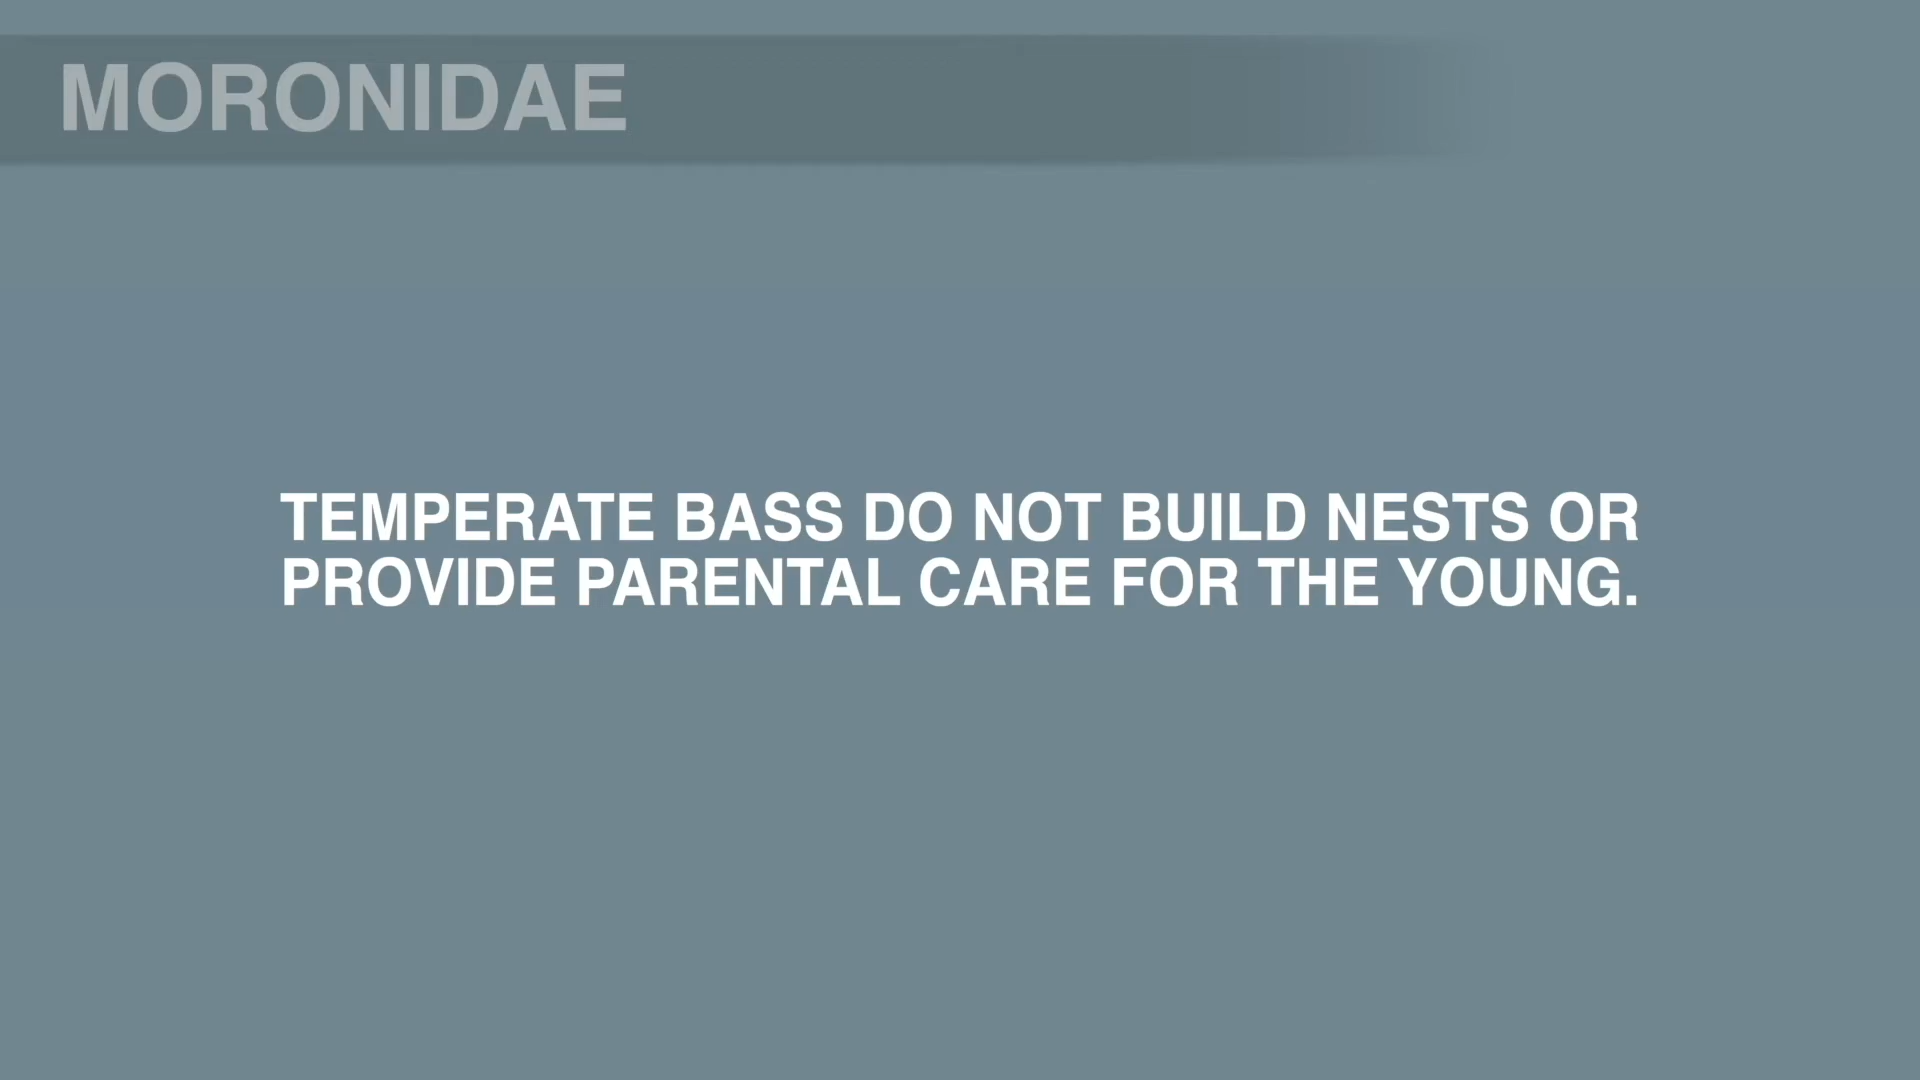 MORONIDAE
TEMPERATE BASS DO NOT BUILD NESTS OR
PROVIDE PARENTAL CARE FOR THE YOUNG.